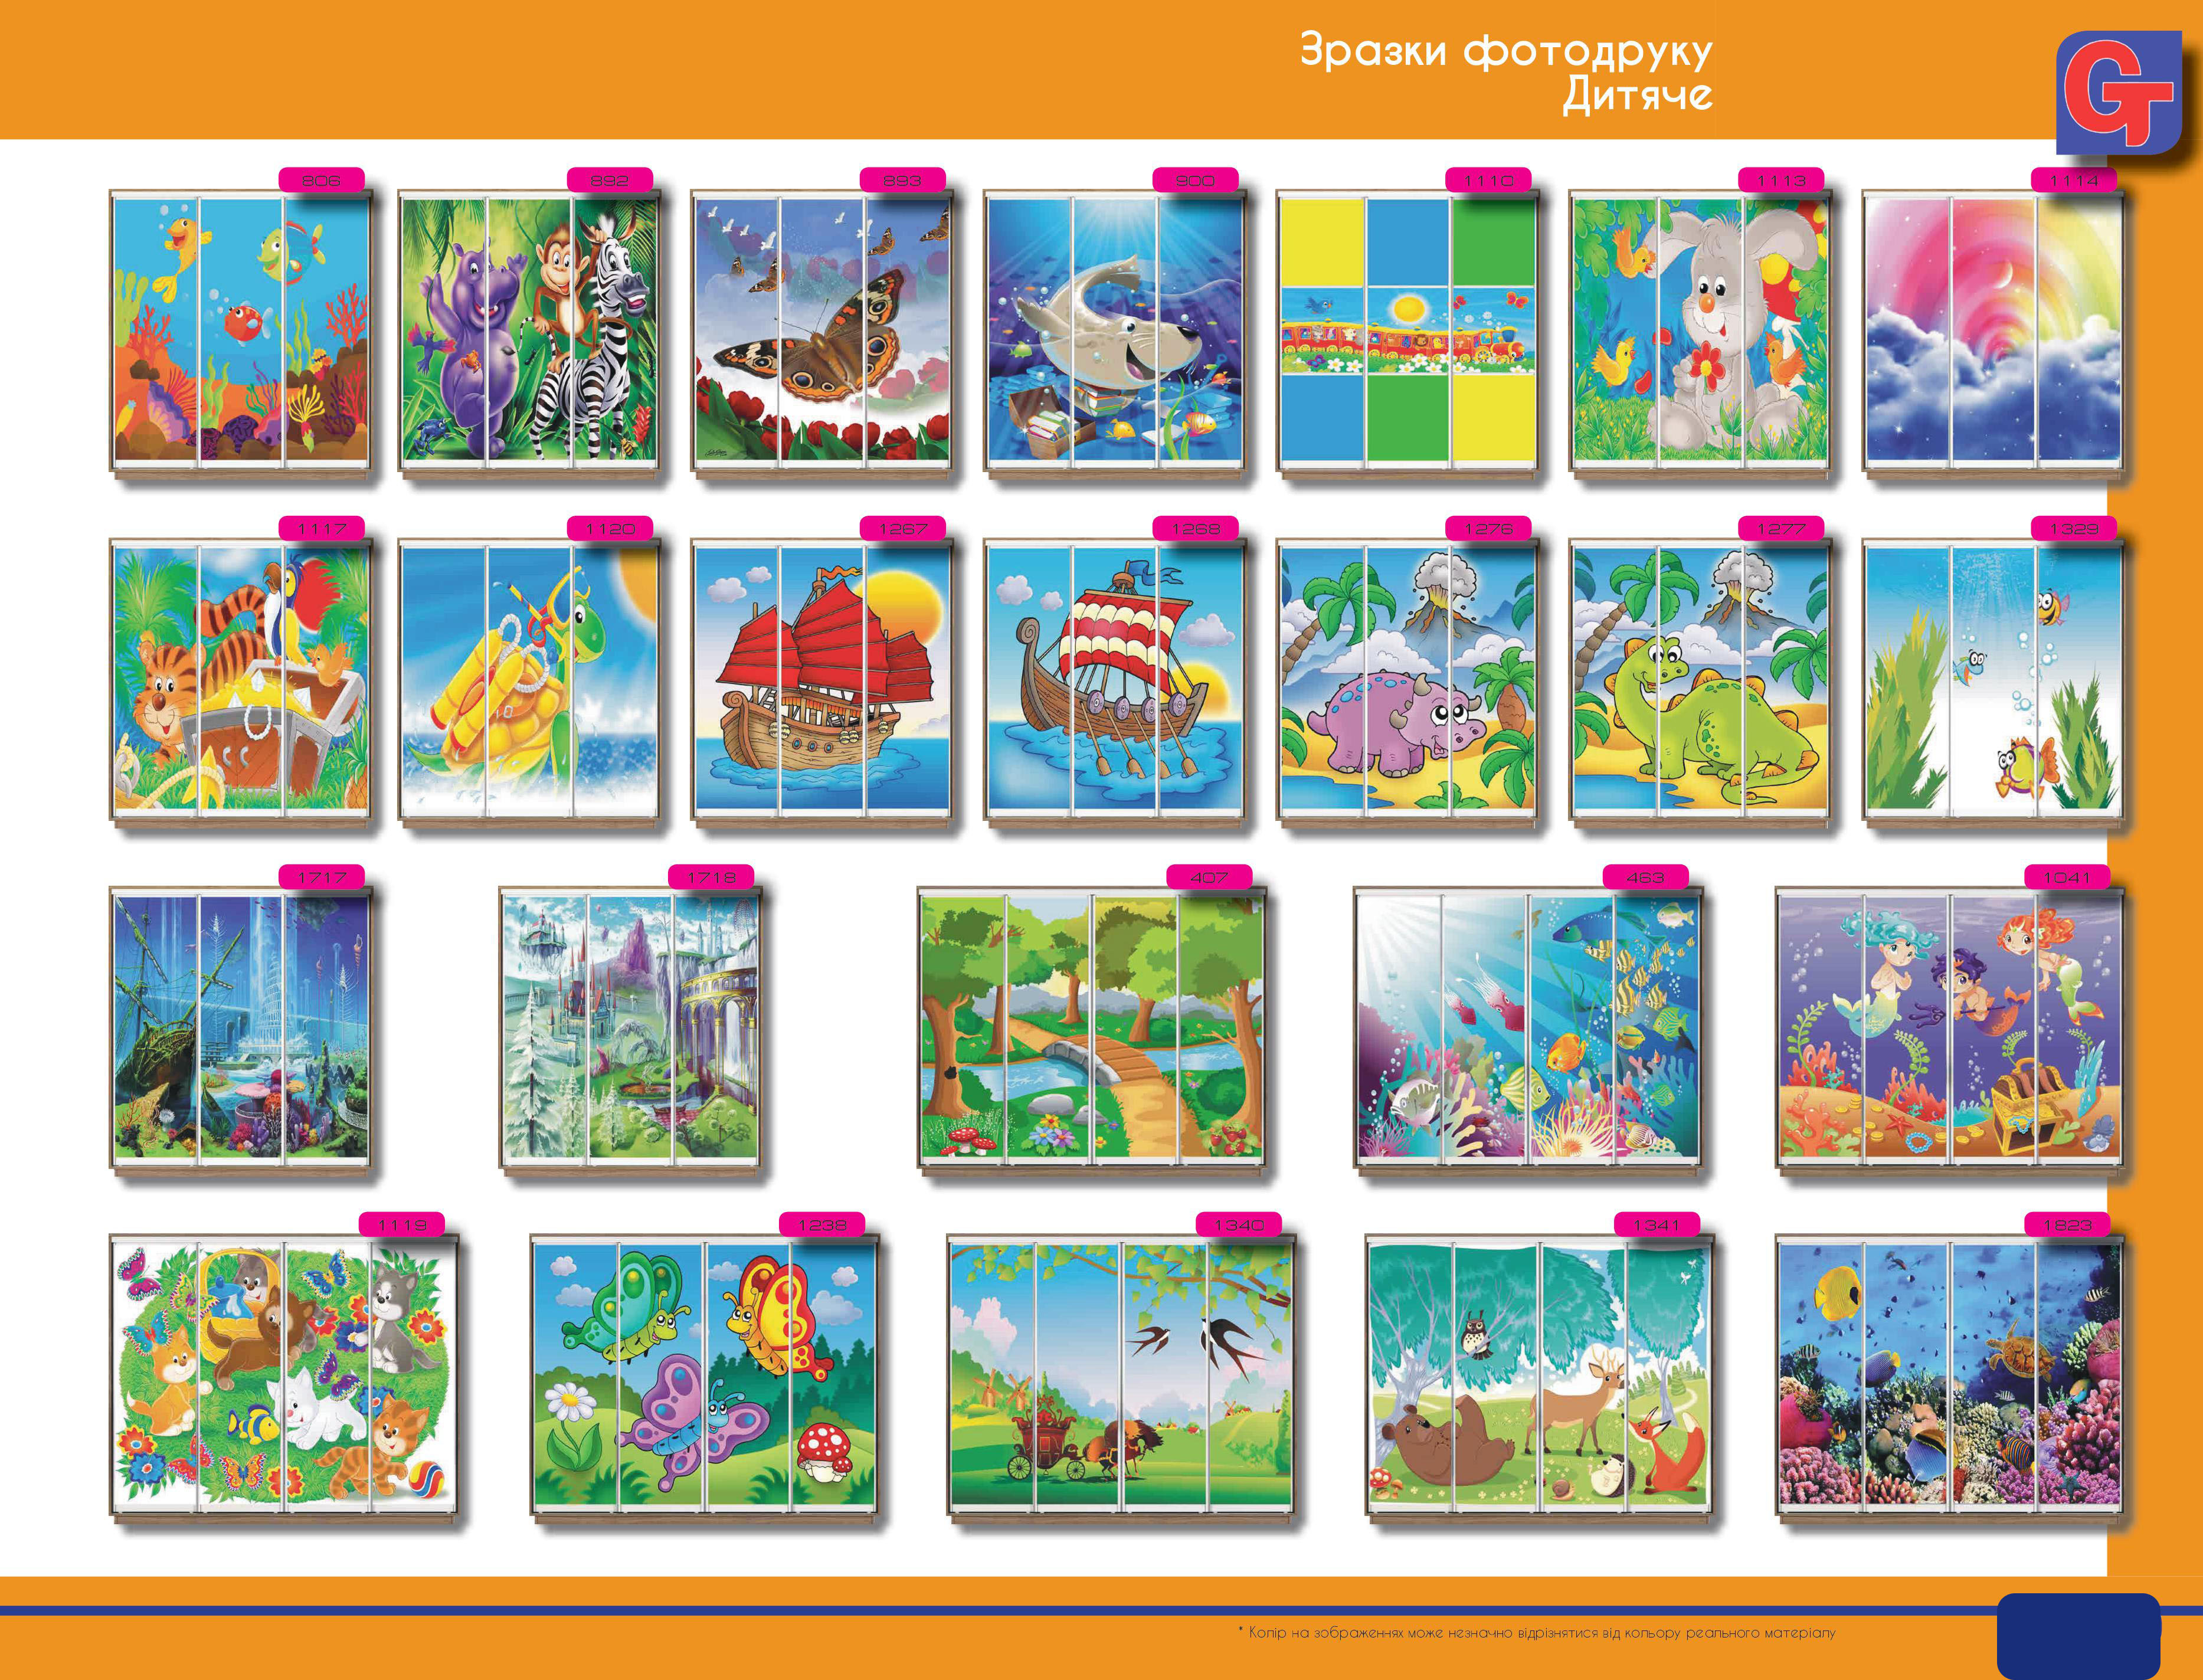 Зразки фотодруку
Дитяче
GT
806 892 893 900 1110 1113 1114
1117 1120 1267 1268 1276 1277 1329
1717 1718 407 463 1041
1119 1238 1340 1341 1823
* Колір на зображеннях може незначно відрізнятися від кольору реального матеріалу